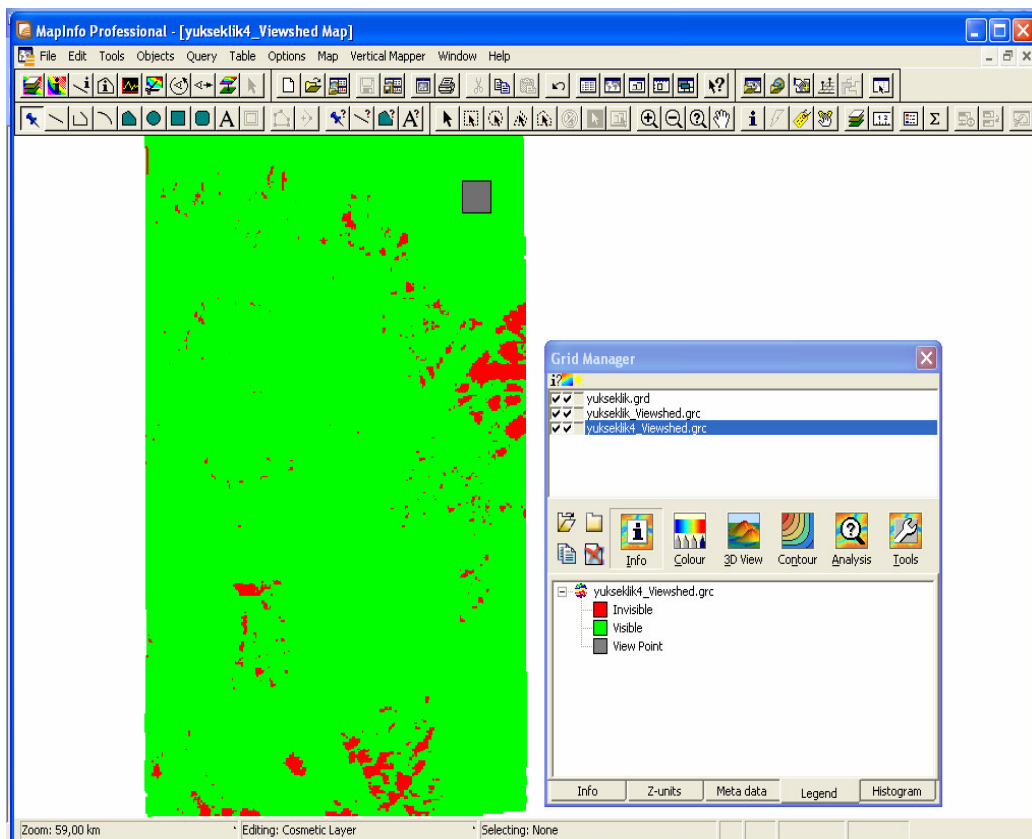 MapInfo Professional - [yukseklik4_Viewshed Map]
File Edit Tools Objects Query Table Options Map Vertical Mapper Window Help
Grid Manager
yukseklik.grd
yukseklik_Viewshed.grc
yukseklik4_Viewshed.grc
Info Colour 3D View Contour Analysis Tools
yukseklik4_Viewshed.grc
Invisible
Visible
View Point
Info Z-units Meta data Legend Histogram
Zoom: 59,00 km Editing: Cosmetic Layer Selecting: None